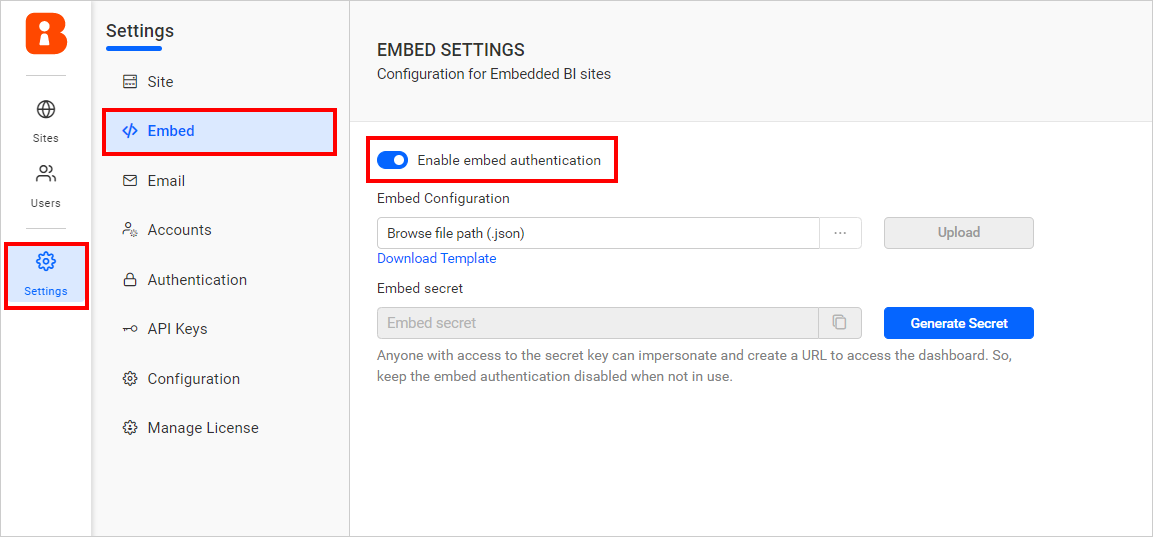 Sites
Users
Settings
Settings
Site
Embed
Email
Accounts
Authentication
API Keys
Configuration
Manage License
EMBED SETTINGS
Configuration for Embedded BI sites
Enable embed authentication
Embed Configuration
Browse file path (.json)
...
Upload
Download Template
Embed secret
Embed secret
Generate Secret
Anyone with access to the secret key can impersonate and create a URL to access the dashboard. So,
keep the embed authentication disabled when not in use.